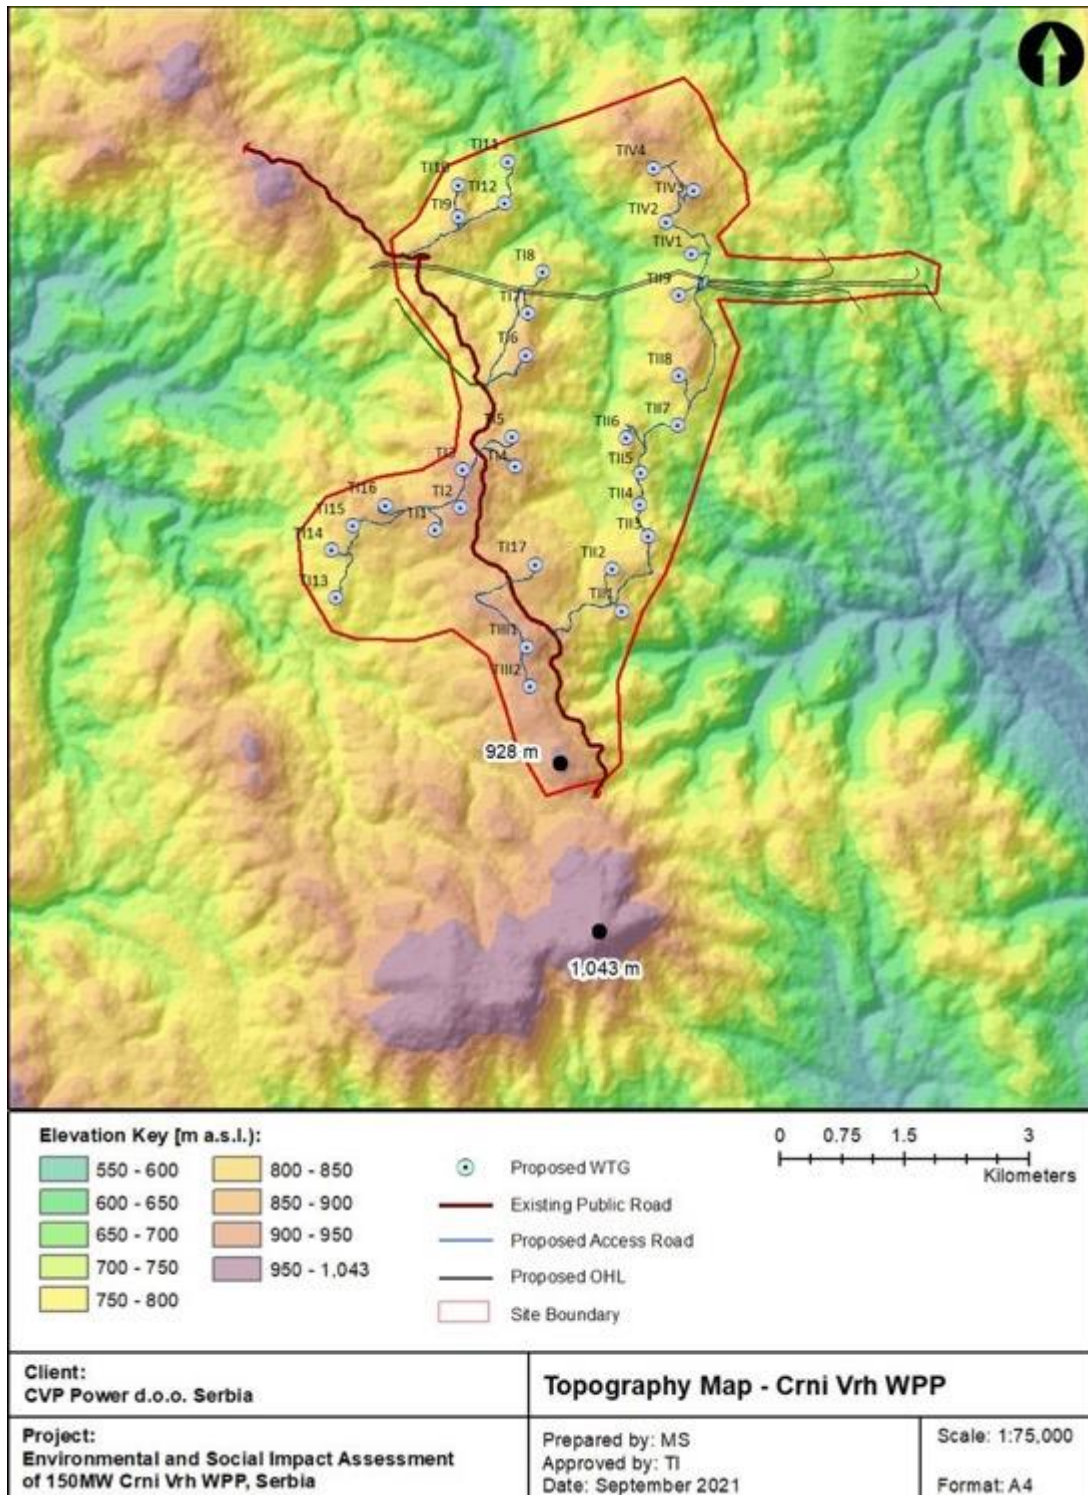 TI11
TIV4
TI10
TI12
TIV3
TI9
TIV2
TIV1
TI8
TII9
TI7
TI6
TII8
TII7
TI5
TII6
TI4
TI3
TII5
TI16
TI2
TII4
TI15
TI1
TII3
TI14
TI17
TII2
TI13
TII1
TIII1
TIII2
928 m
1,043 m
Elevation Key [m a.s.l.):
550 - 600
600 - 650
650 - 700
700 - 750
750 - 800
800 - 850
850 - 900
900 - 950
950 - 1,043
Proposed WTG
Existing Public Road
Proposed Access Road
Proposed OHL
Site Boundary
0 0.75 1.5 3
Kilometers
Client:
CVP Power d.o.o. Serbia
Topography Map - Crni Vrh WPP
Project:
Environmental and Social Impact Assessment
of 150MW Crni Vrh WPP, Serbia
Prepared by: MS
Approved by: TI
Date: September 2021
Scale: 1:75,000
Format: A4